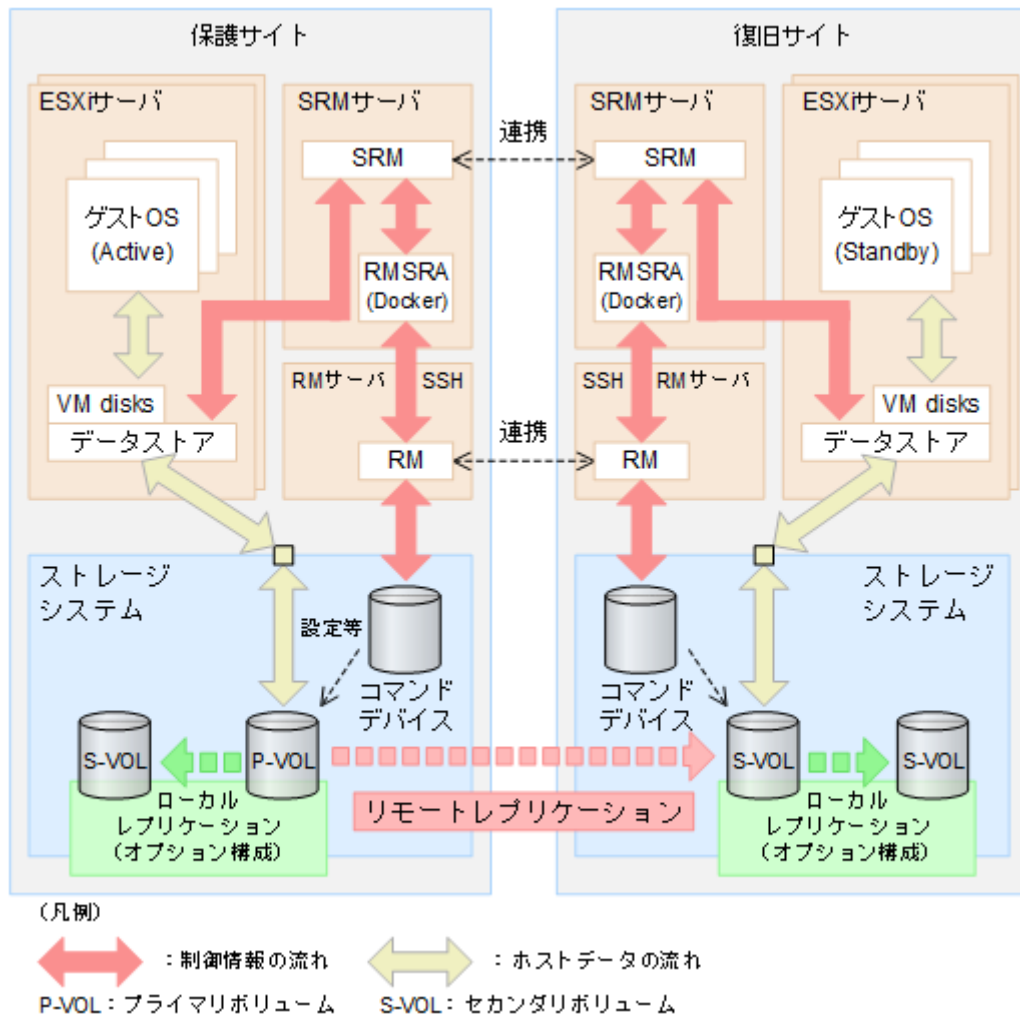 保護サイト
復旧サイト
ESXiサーバ
SRMサーバ
SRMサーバ
ESXiサーバ
連携
SRM
SRM
ゲストOS
(Active)
ゲストOS
(Standby)
RMSRA
(Docker)
RMSRA
(Docker)
RMサーバ
SSH
SSH
RMサーバ
VM disks
データストア
連携
VM disks
データストア
RM
RM
ストレージ
システム
ストレージ
システム
設定等
コマンド
デバイス
コマンド
デバイス
S-VOL
P-VOL
S-VOL
S-VOL
リモートレプリケーション
ローカル
レプリケーション
(オプション構成)
ローカル
レプリケーション
(オプション構成)
(凡例)
：制御情報の流れ
：ホストデータの流れ
P-VOL：プライマリボリューム
S-VOL：セカンダリボリューム